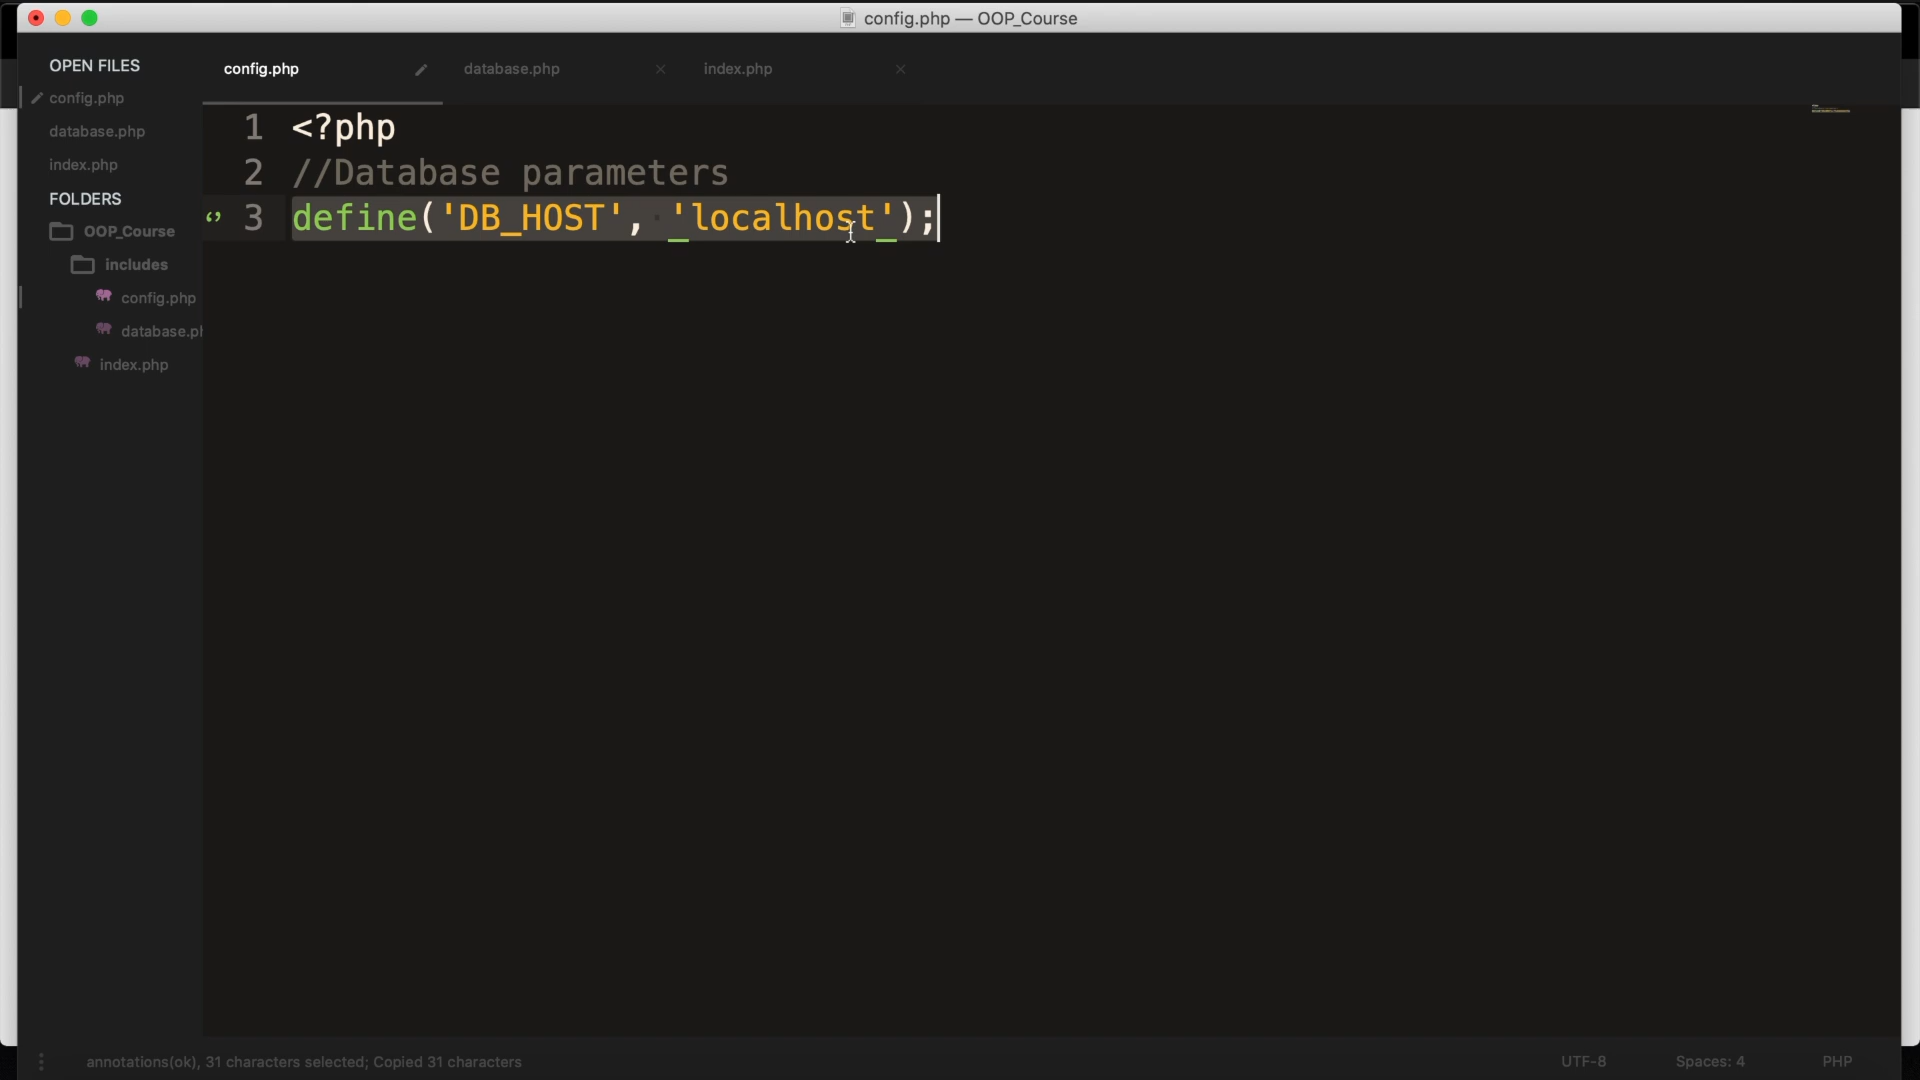 config.php — OOP_Course
OPEN FILES
config.php
database.php
index.php
FOLDERS
OOP_Course
includes
config.php
database.ph
index.php
config.php
database.php
index.php
1 <?php
2 //Database parameters
3 define('DB_HOST', 'localhost');
annotations(ok), 31 characters selected; Copied 31 characters
UTF-8
Spaces: 4
PHP